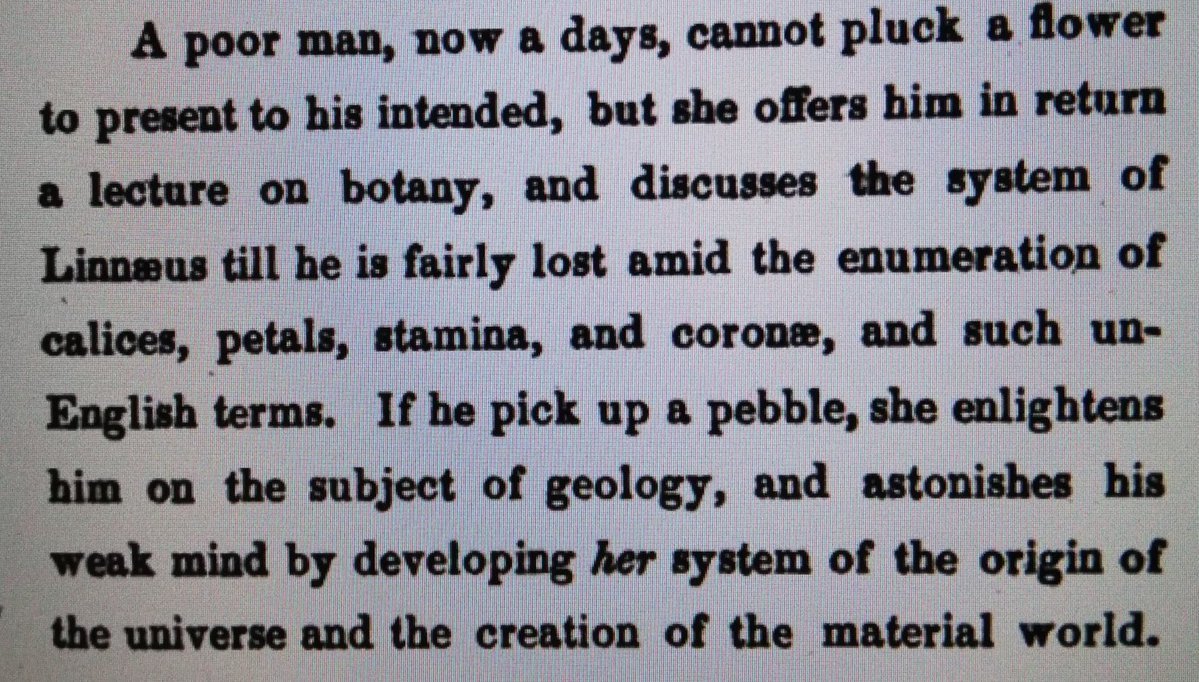 A poor man, now a days, cannot pluck a flower
to present to his intended, but she offers him in return
a lecture on botany, and discusses the system of
Linnæus till he is fairly lost amid the enumeration of
calices, petals, stamina, and coronæ, and such un-
English terms. If he pick up a pebble, she enlightens
him on the subject of geology, and astonishes his
weak mind by developing her system of the origin of
the universe and the creation of the material world.